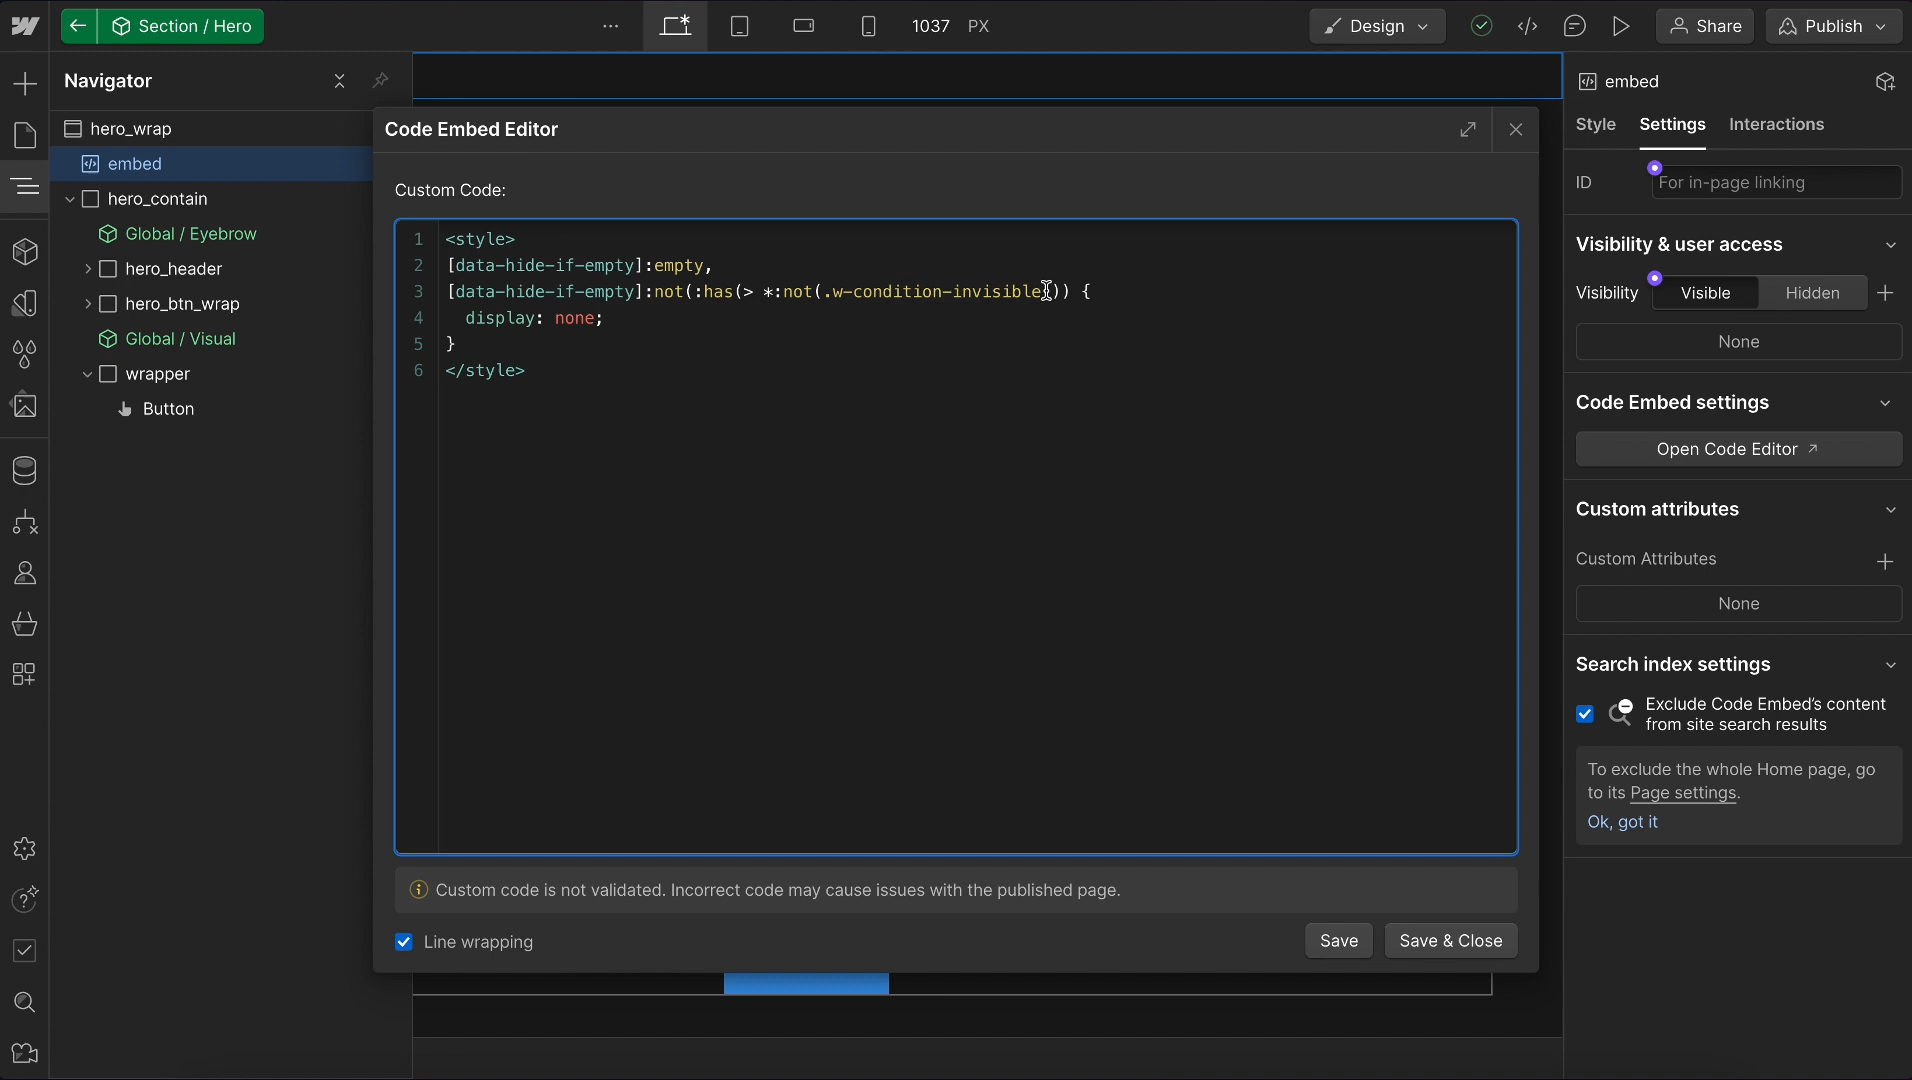 Section / Hero
1037 PX
Design
Share
Publish
Navigator
hero_wrap
embed
hero_contain
Global / Eyebrow
hero_header
hero_btn_wrap
Global / Visual
wrapper
Button
Code Embed Editor
Custom Code:
1 <style>
2 [data-hide-if-empty]:empty,
3 [data-hide-if-empty]:not(:has(> *:not(.w-condition-invisible))) {
4 display: none;
5 }
6 </style>
Custom code is not validated. Incorrect code may cause issues with the published page.
Line wrapping
Save
Save & Close
embed
Style Settings Interactions
ID For in-page linking
Visibility & user access
Visibility Visible Hidden
None
Code Embed settings
Open Code Editor
Custom attributes
Custom Attributes
None
Search index settings
Exclude Code Embed's content
from site search results
To exclude the whole Home page, go
to its Page settings.
Ok, got it